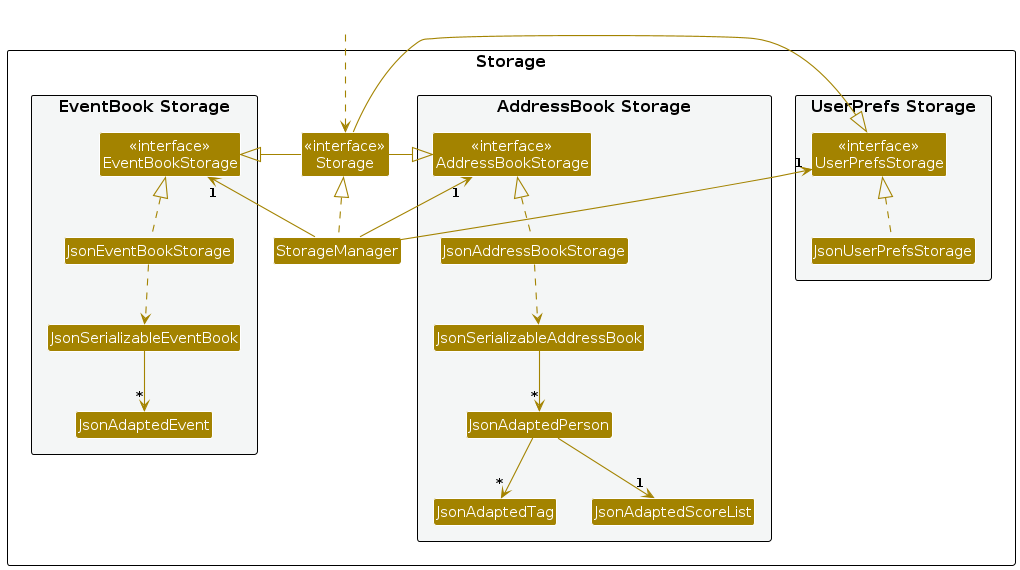 Storage
EventBook Storage
AddressBook Storage
UserPrefs Storage
«interface»
EventBookStorage
«interface»
Storage
«interface»
AddressBookStorage
«interface»
UserPrefsStorage
1
1
1
JsonEventBookStorage
StorageManager
JsonAddressBookStorage
JsonUserPrefsStorage
JsonSerializableEventBook
JsonSerializableAddressBook
*
*
JsonAdaptedEvent
JsonAdaptedPerson
*
1
JsonAdaptedTag
JsonAdaptedScoreList